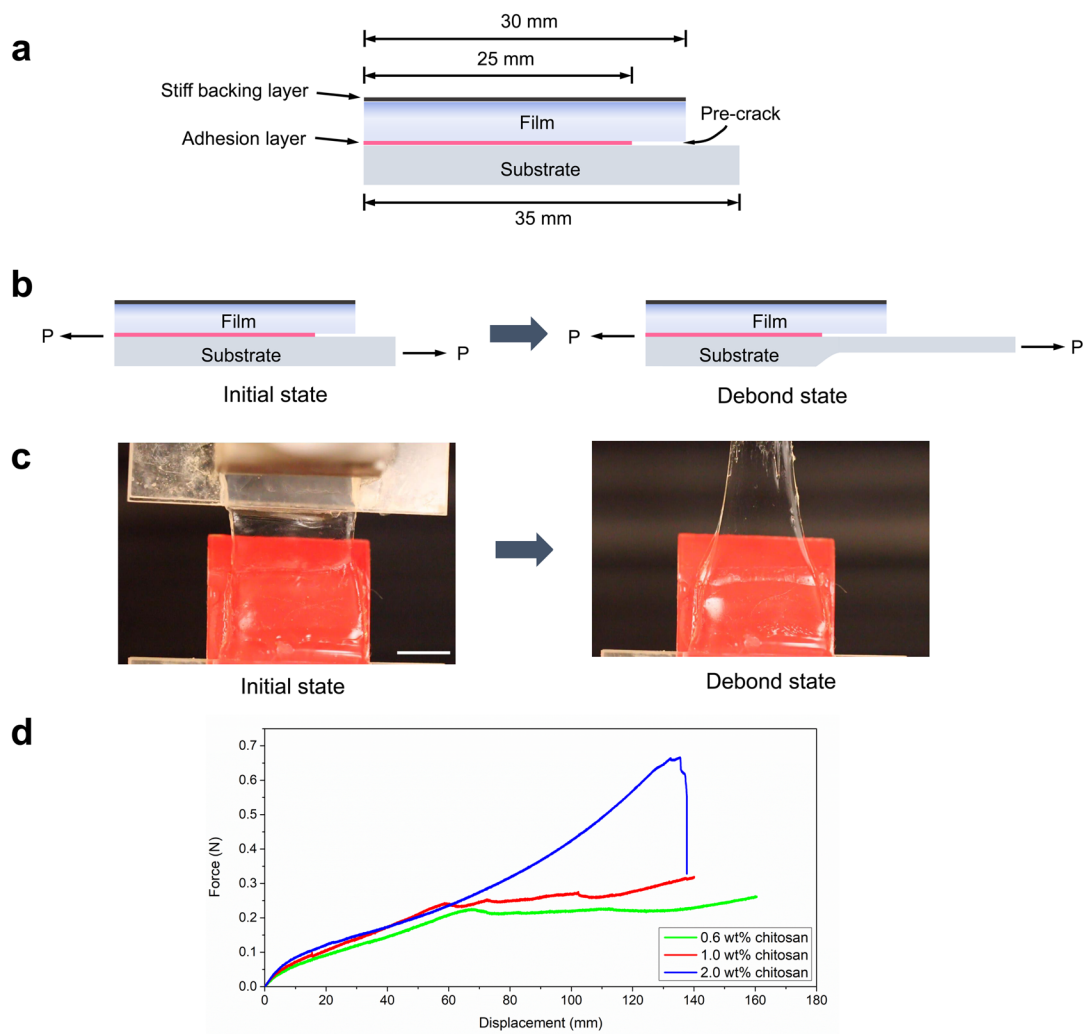 a
30 mm
25 mm
Stiff backing layer
Film
Pre-crack
Adhesion layer
Substrate
35 mm
b
P
Film
Substrate
P
Initial state
P
Film
Substrate
P
Debond state
c
Initial state
Debond state
d
Force (N)
0.7
0.6
0.5
0.4
0.3
0.2
0.1
0.0
0.6 wt% chitosan
1.0 wt% chitosan
2.0 wt% chitosan
0 20 40 60 80 100 120 140 160 180
Displacement (mm)